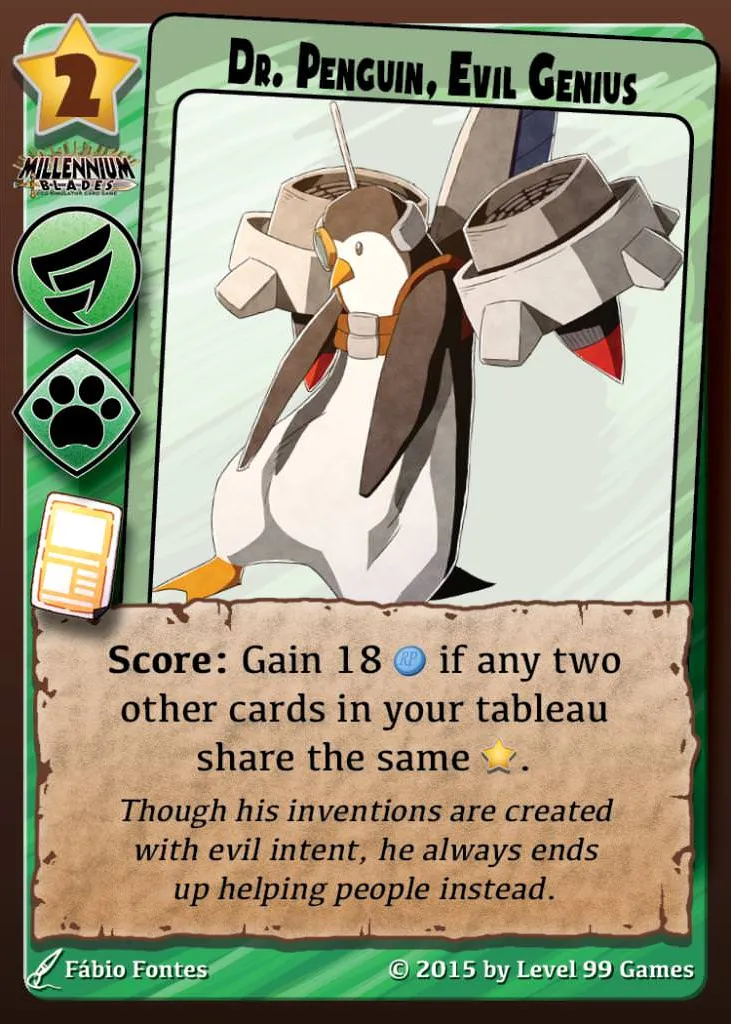 2
DR. PENGUIN, EVIL GENIUS
MILLENNIUM
BLADES
Score: Gain 18 RP if any two
other cards in your tableau
share the same .
Though his inventions are created
with evil intent, he always ends
up helping people instead.
Fábio Fontes
© 2015 by Level 99 Games